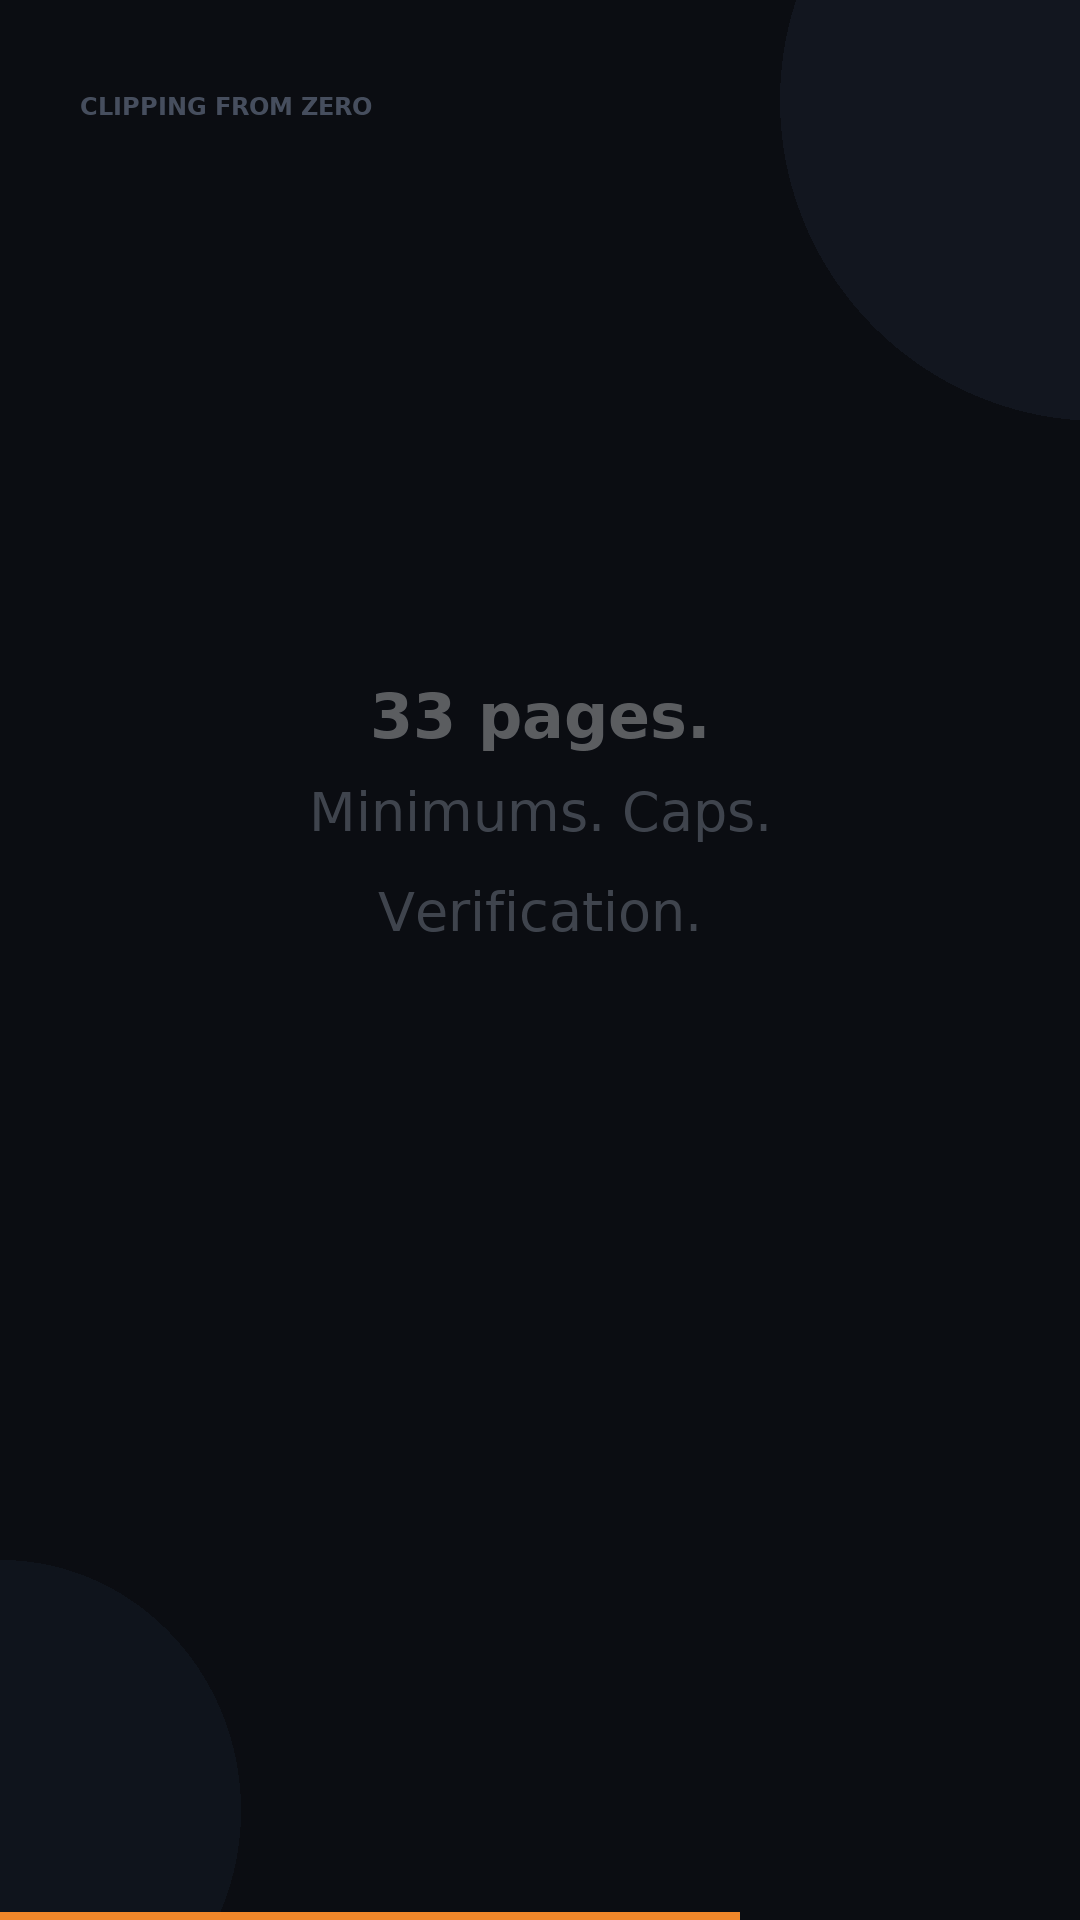 CLIPPING FROM ZERO
33 pages.
Minimums. Caps.
Verification.